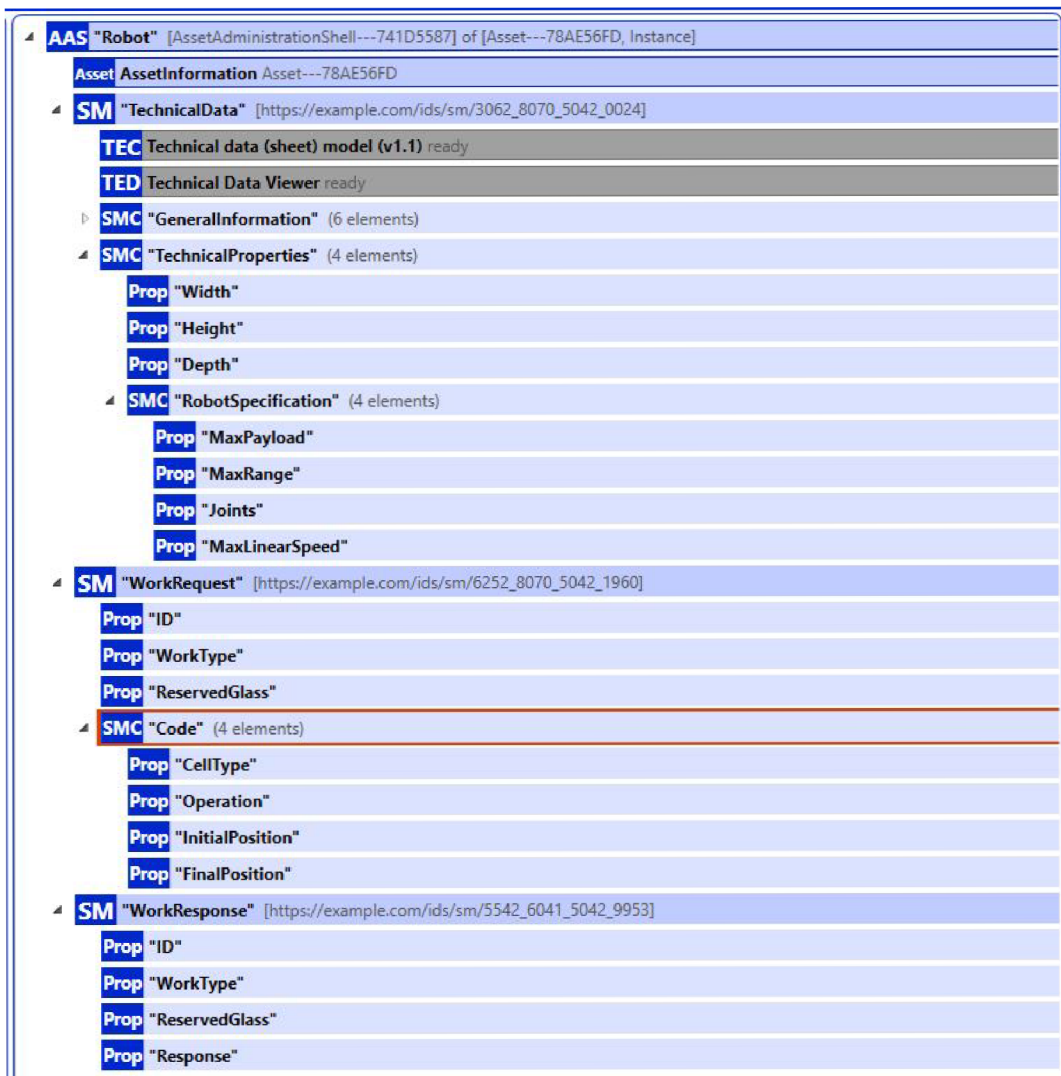 AAS "Robot" [AssetAdministrationShell---741D5587] of [Asset---78AE56FD, Instance]
Asset AssetInformation Asset---78AE56FD
SM "TechnicalData" [https://example.com/ids/sm/3062_8070_5042_0024]
TEC Technical data (sheet) model (v1.1) ready
TED Technical Data Viewer ready
SMC "GeneralInformation" (6 elements)
SMC "TechnicalProperties" (4 elements)
Prop "Width"
Prop "Height"
Prop "Depth"
SMC "RobotSpecification" (4 elements)
Prop "MaxPayload"
Prop "MaxRange"
Prop "Joints"
Prop "MaxLinearSpeed"
SM "WorkRequest" [https://example.com/ids/sm/6252_8070_5042_1960]
Prop "ID"
Prop "WorkType"
Prop "ReservedGlass"
SMC "Code" (4 elements)
Prop "CellType"
Prop "Operation"
Prop "InitialPosition"
Prop "FinalPosition"
SM "WorkResponse" [https://example.com/ids/sm/5542_6041_5042_9953]
Prop "ID"
Prop "WorkType"
Prop "ReservedGlass"
Prop "Response"